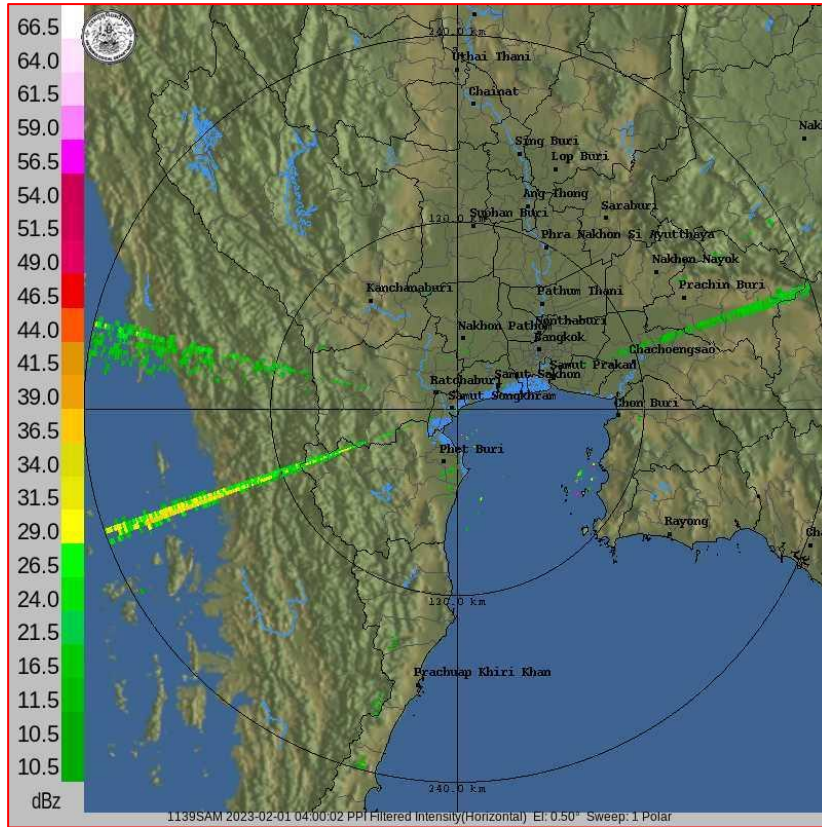 66.5
64.0
61.5
59.0
56.5
54.0
49.0
46.5
44.0
41.5
39.0
36.5
34.0
31.5
29.0
26.5
24.0
21.5
16.5
11.5
10.5
dBz
240.0 km
Uthai Thani
Chainat
Sing Buri
Lop Buri
Ang Thong
Saraburi
120.0 km
Suphan Buri
Phra Nakhon Si Ayutthaya
Nakhon Nayok
Kanchanaburi
Pathum Thani
Prachin Buri
Nakhon Pathom
Nonthaburi
Bangkok
Chachoengsao
Samut Prakan
Samut Sakhon
Ratchaburi
Samut Songkhram
Chon Buri
Phet Buri
Rayong
120.0 km
Prachuap Khiri Khan
240.0 km
1139SAM 2023-02-01 04:00:02 PPI Filtered Intensity(Horizontal) El: 0.50° Sweep: 1 Polar